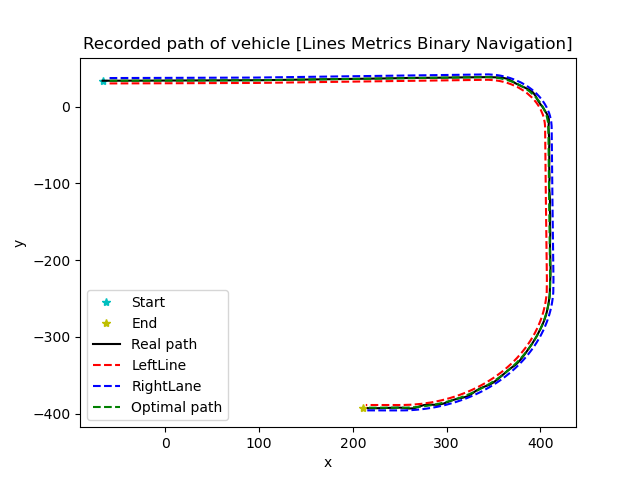 Recorded path of vehicle [Lines Metrics Binary Navigation]
y
0
−100
−200
−300
−400
Start
End
Real path
LeftLine
RightLane
Optimal path
0 100 200 300 400
x